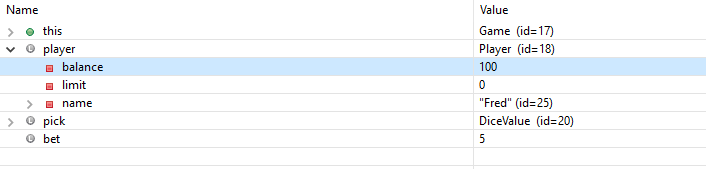 Name Value
this Game (id=17)
player Player (id=18)
balance 100
limit 0
name "Fred" (id=25)
pick DiceValue (id=20)
bet 5